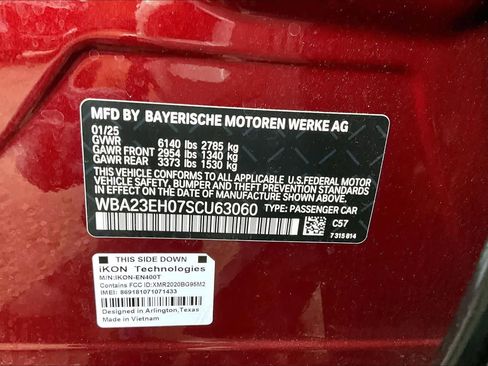 MFD BY BAYERISCHE MOTOREN WERKE AG
01/25
GVWR 6140 lbs 2785 kg
GAWR FRONT 2954 lbs 1340 kg
GAWR REAR 3373 lbs 1530 kg
THIS VEHICLE CONFORMS TO ALL APPLICABLE
U.S.FEDERAL MOTOR
VEHICLE SAFETY, BUMPER, AND THEFT PREVENTION
STANDARDS IN EFFECT ON THE DATE OF
MANUFACTURE SHOWN ABOVE.
WBA23EH07SCU63060 TYPE: PASSENGER CAR
C57
7 315 814
THIS SIDE DOWN
iKON Technologies
M/N:IKON-EN400T
Contains FCC ID:XMR2020BG95M2
IMEI: 869181071071433
Designed in Arlington,Texas
Made in Vietnam